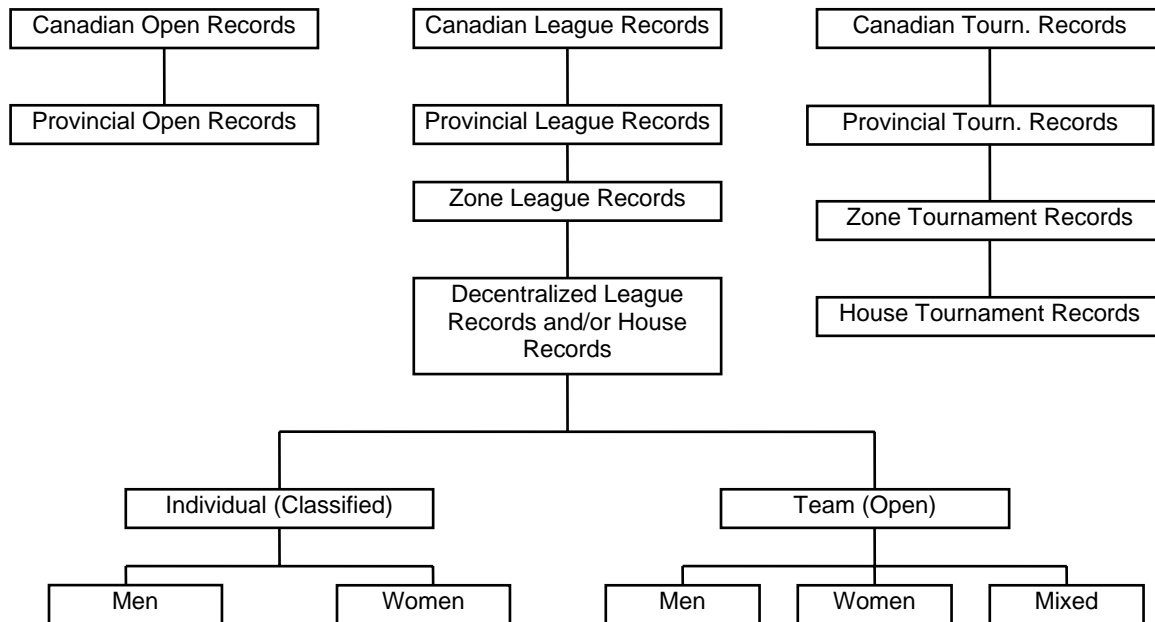 Canadian Open Records
Canadian League Records
Canadian Tourn. Records
Provincial Open Records
Provincial League Records
Provincial Tourn. Records
Zone League Records
Zone Tournament Records
Decentralized League
Records and/or House
Records
House Tournament Records
Individual (Classified)
Team (Open)
Men
Women
Men
Women
Mixed